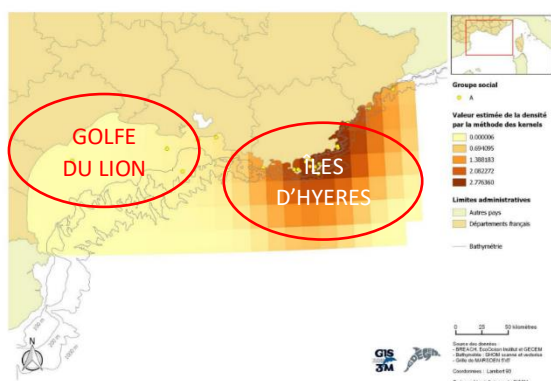 GOLFE
DU LION
ILES
D'HYERES
Groupe social
A
Valeur estimée de la densité
par la méthode des kernels
0.000006
0.694095
1.388183
2.082272
2.776360
Limites administratives
Autres pays
Départements français
Bathymétrie
N
0 25 50 kilomètres
GIS
3M
Source des données :
Coordonnées : Lambert 93